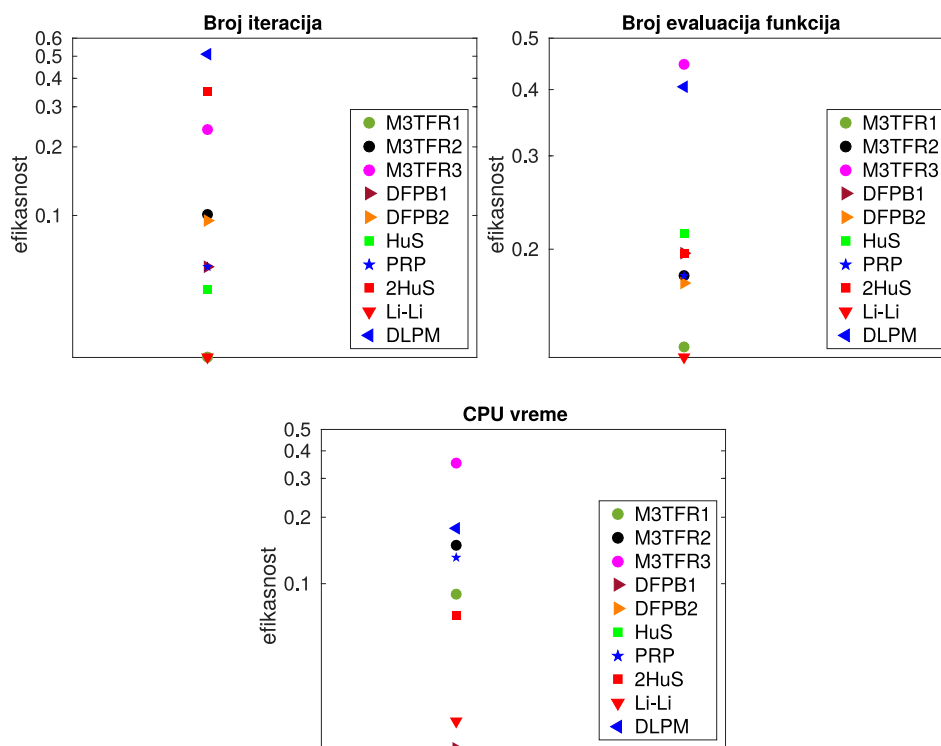 Broj iteracija
0.6
0.5
0.4
0.3
0.2
0.1
efikasnost
M3TFR1
M3TFR2
M3TFR3
DFPB1
DFPB2
HuS
PRP
2HuS
Li-Li
DLPM
Broj evaluacija funkcija
0.5
0.4
0.3
0.2
efikasnost
M3TFR1
M3TFR2
M3TFR3
DFPB1
DFPB2
HuS
PRP
2HuS
Li-Li
DLPM
CPU vreme
0.5
0.4
0.3
0.2
0.1
efikasnost
M3TFR1
M3TFR2
M3TFR3
DFPB1
DFPB2
HuS
PRP
2HuS
Li-Li
DLPM